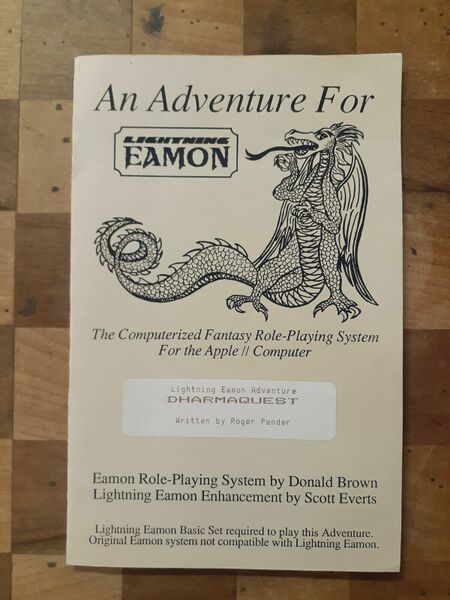 An Adventure For
LIGHTNING
EAMON
The Computerized Fantasy Role-Playing System
For the Apple // Computer
Lightning Eamon Adventure
DHARMAQUEST
Written by Roger Pender
Eamon Role-Playing System by Donald Brown
Lightning Eamon Enhancement by Scott Everts
Lightning Eamon Basic Set required to play this Adventure.
Original Eamon system not compatible with Lightning Eamon.